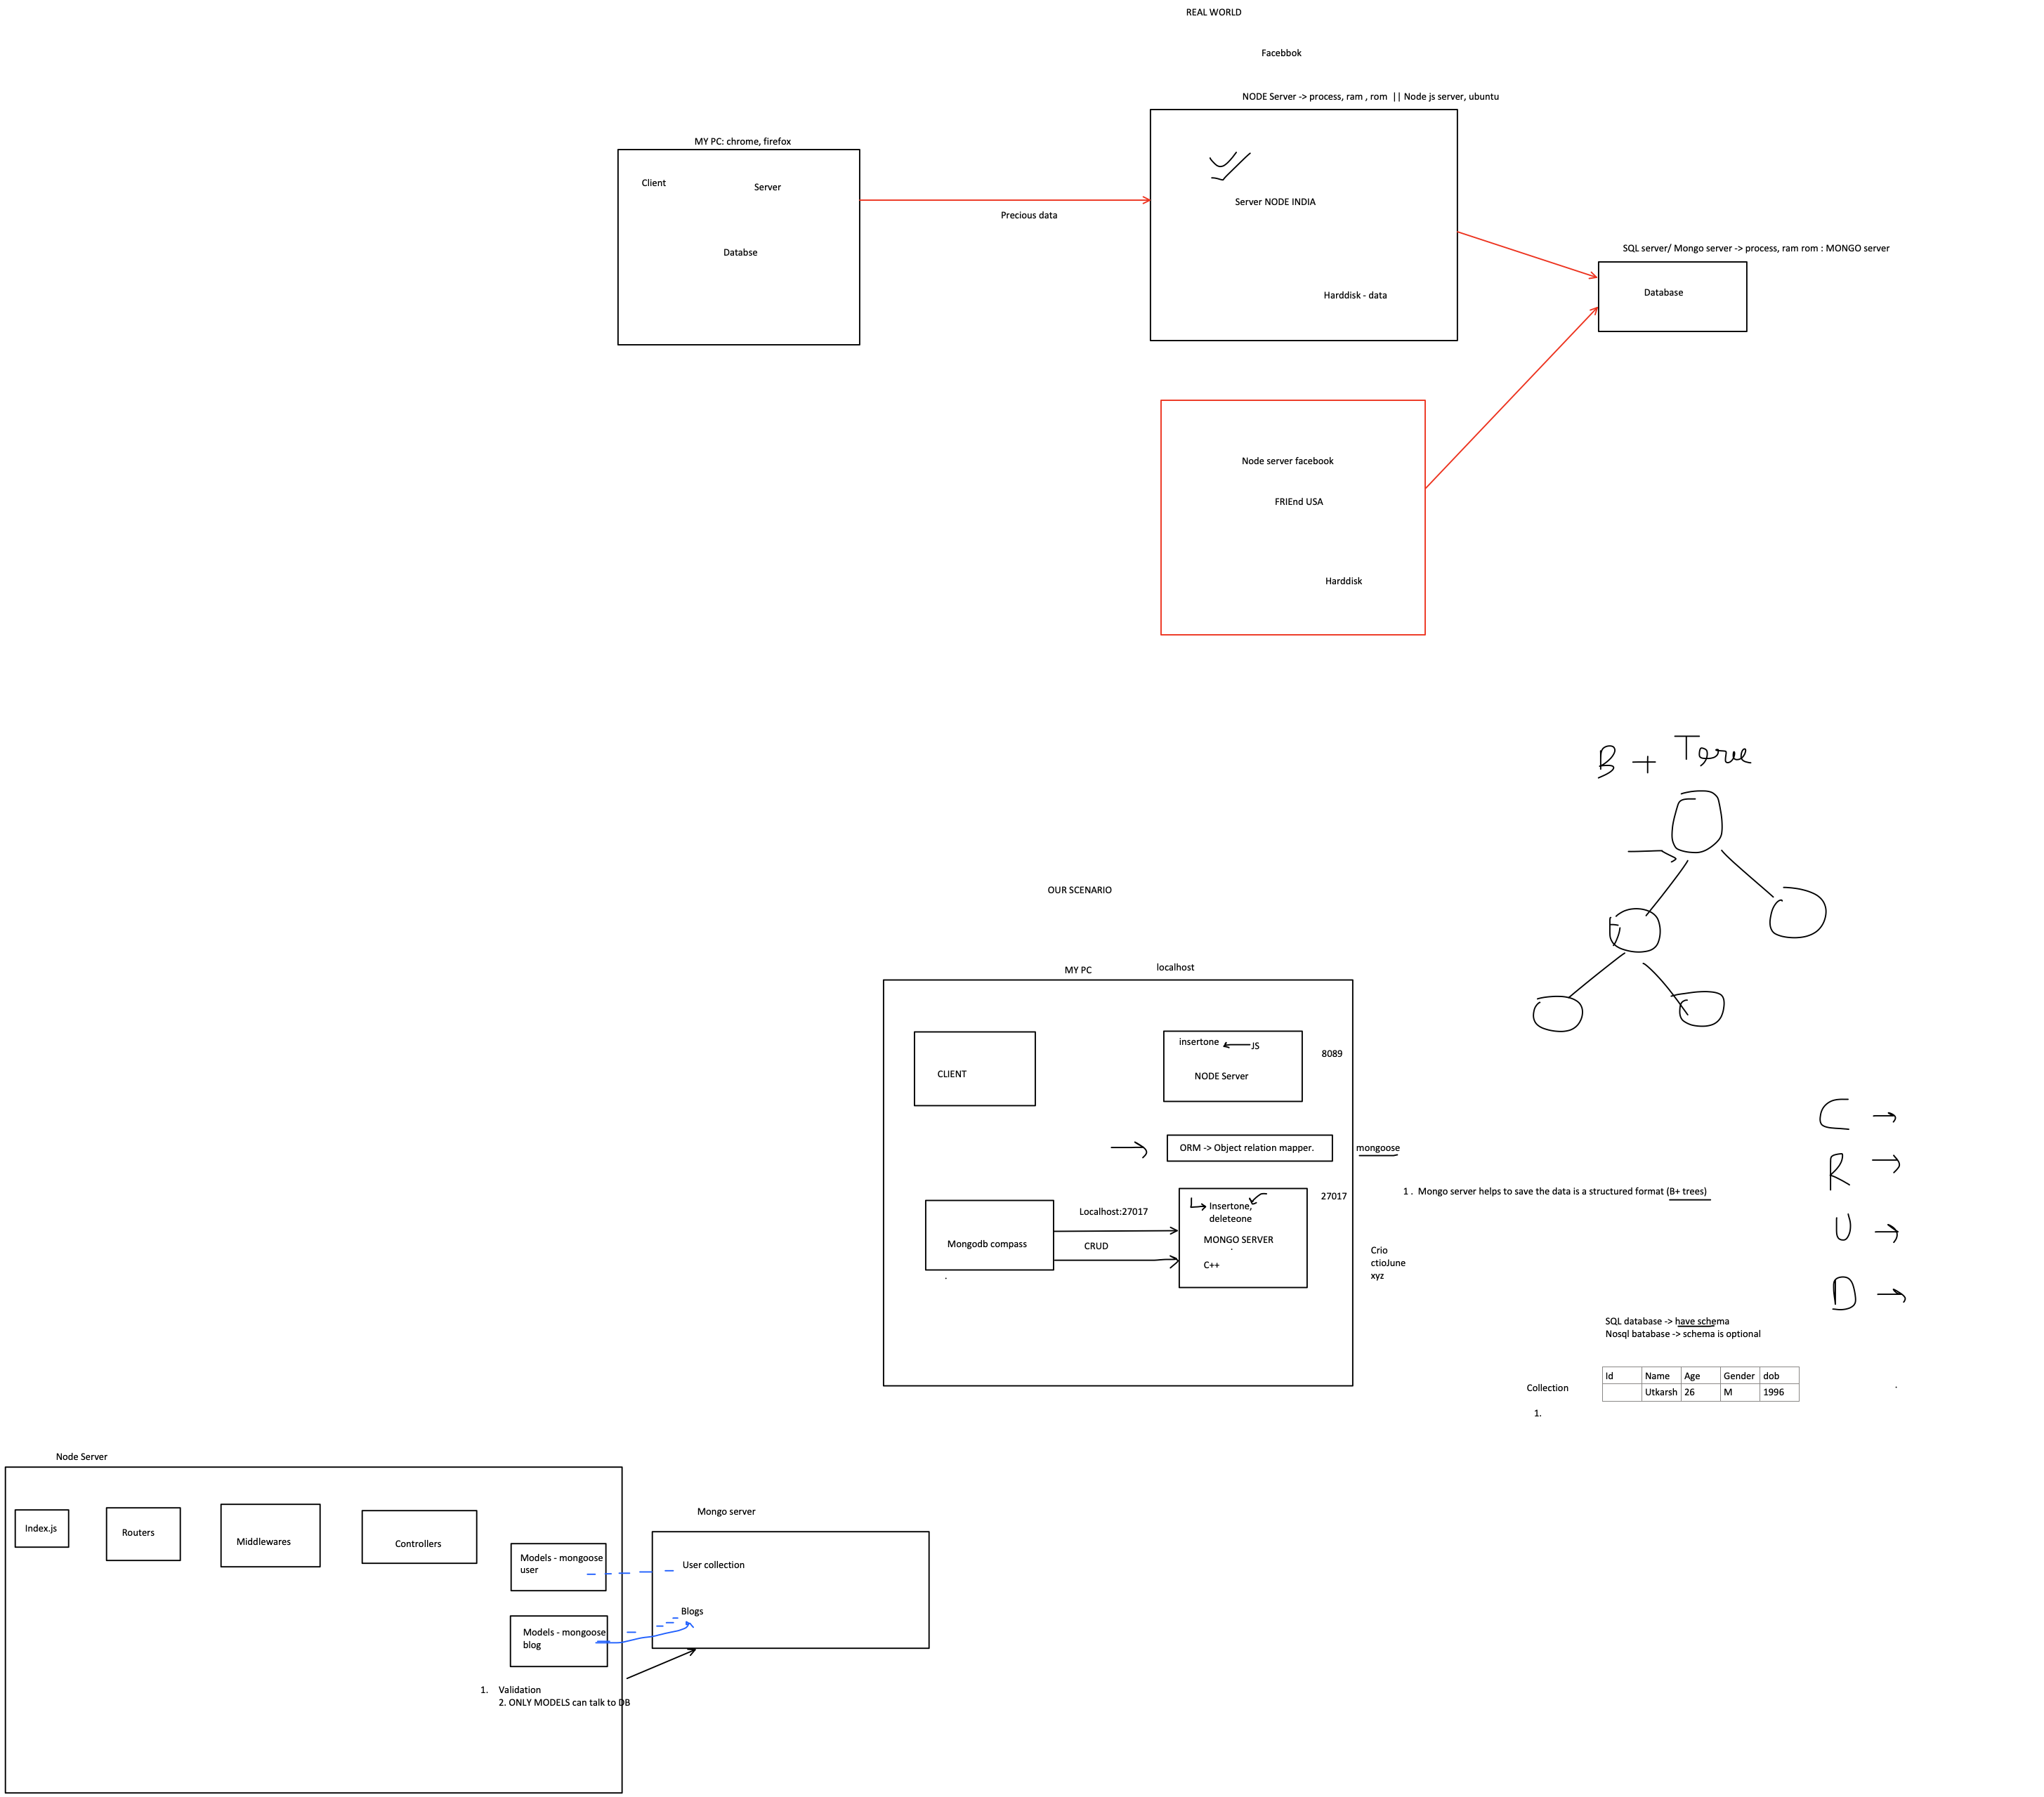 REAL WORLD
Facebbok
NODE Server -> process, ram , rom  || Node js server, ubuntu
MY PC: chrome, firefox
Client
Server
Databse
Precious data
Server NODE INDIA
Harddisk - data
SQL server/ Mongo server -> process, ram rom : MONGO server
Database
Node server facebook
FRIEnd USA
Harddisk
B + Teree
OUR SCENARIO
MY PC
localhost
CLIENT
insertone
JS
NODE Server
8089
ORM -> Object relation mapper.
mongoose
Mongodb compass
Localhost:27017
CRUD
Insertone,
deleteone
MONGO SERVER
C++
27017
1 .  Mongo server helps to save the data is a structured format (B+ trees)
Crio
ctioJune
xyz
C
R
U
D
SQL database -> have schema
Nosql batabase -> schema is optional
Id Name Age Gender dob
Utkarsh 26 M 1996
Collection
1.
Node Server
Index.js
Routers
Middlewares
Controllers
Models - mongoose
user
Models - mongoose
blog
Mongo server
User collection
Blogs
1. Validation
2. ONLY MODELS can talk to DB